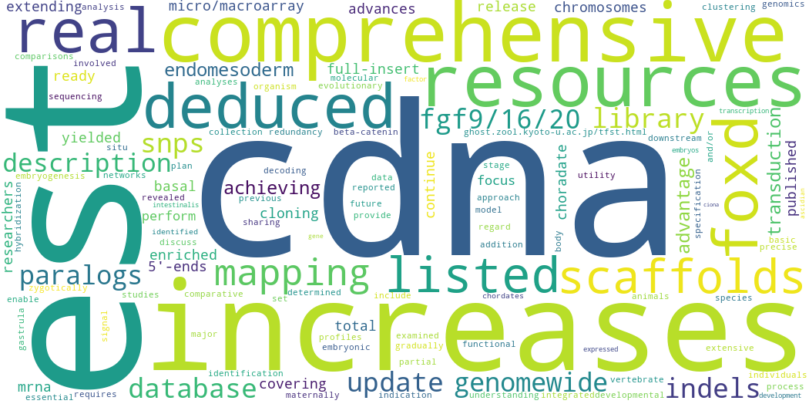 extending analysis micro/macroarray advances release chromosomes clustering genomics
real comprehensive
comparisons involved ready endomesoderm full-insert molecular evolutionary resources
est sequencing analyses organism deduced fgf9/16/20 library
yielded situ snps collection redundancy beta-catenin ghost.zool.kyoto-u.ac.jp/tfst.html downstream and/or transcription embryos
description plan cdna decoding data reported stage focus choradate utility foxd transduction published
embryogenesis networks basal achieving previous future provide continue approach model advantage specification basic precise
researchers hybridization revealed intestinalis perform cloning sharing regard addition body ciona obsidian
identified discuss enriched gene
paralogs 5'-ends mapping listed scaffolds
zygotically enable studies comparative set determined include chordates animals species
increases
gastrula signal major total embryonic profiles examined gradually partial functional expressed extensive
mrna essential requires identification database covering maternally update indication genomewide understanding vertebrate integrated developmental indels individuals process development
factor